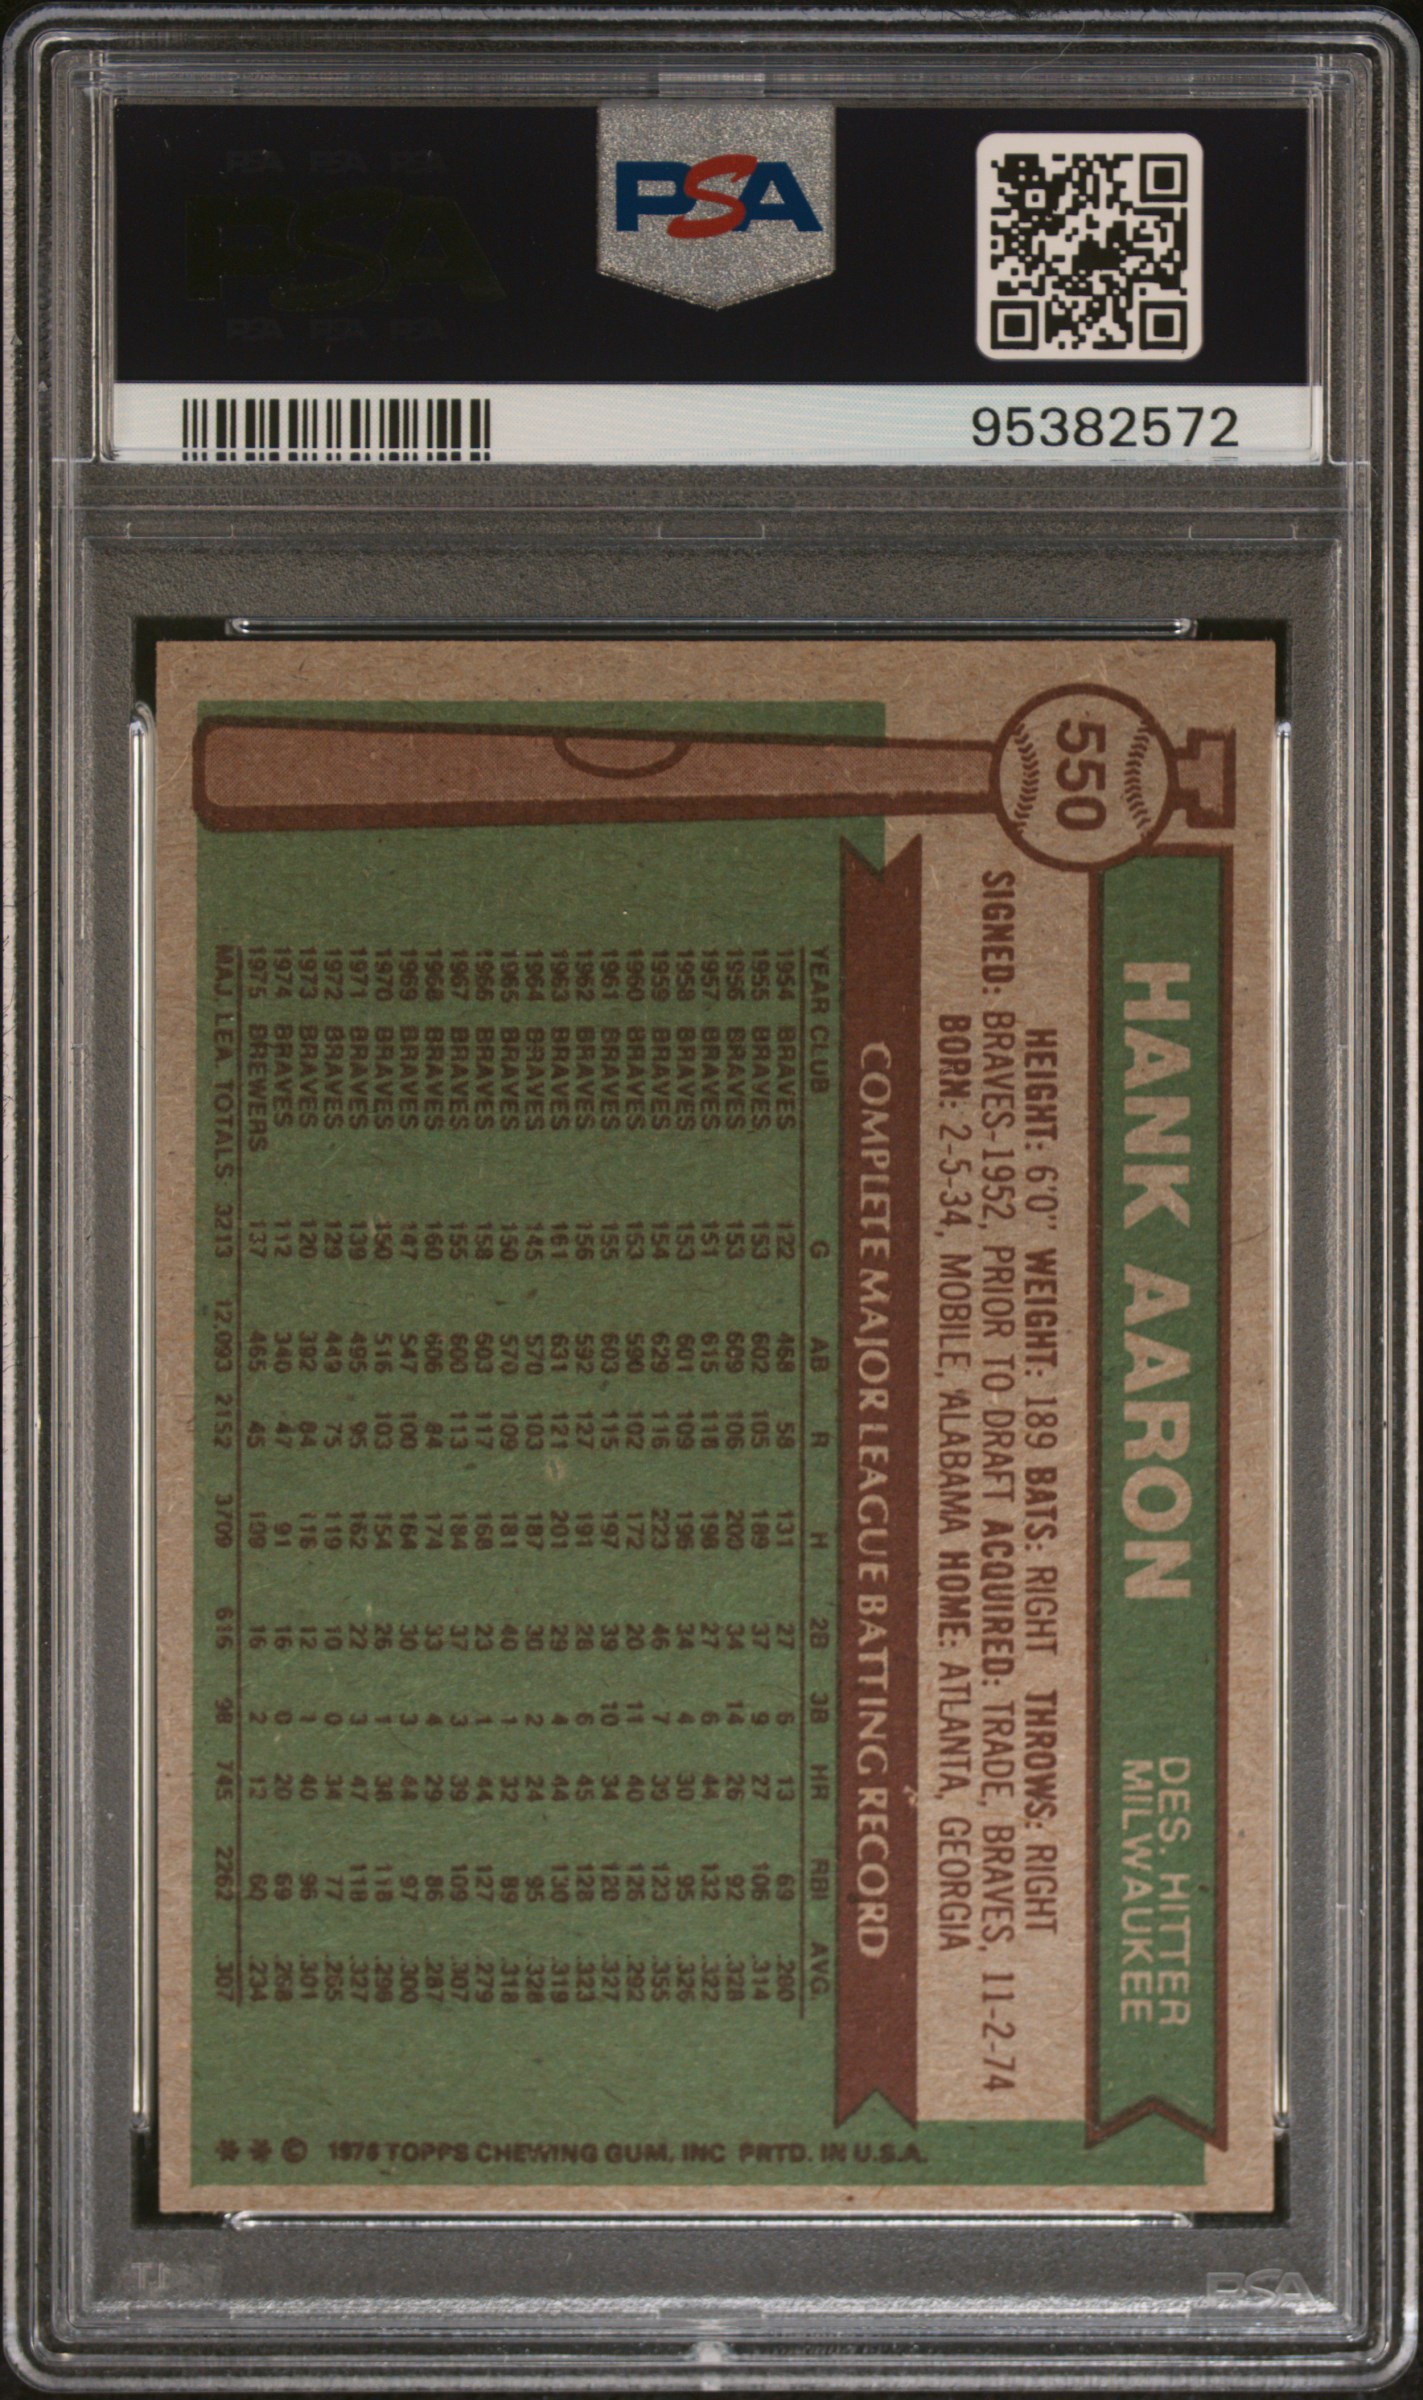 PSA
95382572
550
HANK AARON
DES. HITTER
MILWAUKEE
HEIGHT: 6'0" WEIGHT: 189 BATS: RIGHT THROWS: RIGHT
SIGNED: BRAVES-1952, PRIOR TO DRAFT ACQUIRED: TRADE, BRAVES, 11-2-74
BORN: 2-5-34, MOBILE, ALABAMA HOME: ATLANTA, GEORGIA
COMPLETE MAJOR LEAGUE BATTING RECORD
YEAR CLUB G AB R H 2B 3B HR RBI AVG.
1954 BRAVES 122 468 58 131 27 6 13 69 .280
1955 BRAVES 153 602 105 189 37 9 27 106 .314
1956 BRAVES 153 609 106 200 34 14 26 92 .328
1957 BRAVES 151 615 118 198 27 6 44 132 .322
1958 BRAVES 153 601 109 196 34 4 30 95 .326
1959 BRAVES 154 629 116 223 46 7 39 123 .355
1960 BRAVES 153 590 102 172 20 11 40 126 .292
1961 BRAVES 155 603 115 197 39 10 34 120 .327
1962 BRAVES 156 592 127 191 28 6 45 128 .323
1963 BRAVES 161 631 121 201 29 4 44 130 .319
1964 BRAVES 145 570 103 187 30 2 24 95 .328
1965 BRAVES 150 570 109 181 40 1 32 89 .318
1966 BRAVES 158 603 117 168 23 1 44 127 .279
1967 BRAVES 155 600 113 184 37 3 39 109 .307
1968 BRAVES 160 606 84 174 33 4 29 86 .287
1969 BRAVES 147 547 100 164 30 3 44 97 .300
1970 BRAVES 150 516 103 154 26 1 38 118 .298
1971 BRAVES 139 495 95 162 22 3 47 118 .327
1972 BRAVES 129 449 75 119 10 0 34 77 .265
1973 BRAVES 120 392 84 118 12 1 40 96 .301
1974 BRAVES 112 340 47 91 16 0 20 69 .268
1975 BREWERS 137 465 45 109 16 2 12 60 .234
MAJ. LEA. TOTALS 3213 12,093 2152 3709 616 98 745 2262 .307
** © 1976 TOPPS CHEWING GUM, INC PRTD. IN U.S.A.
PSA